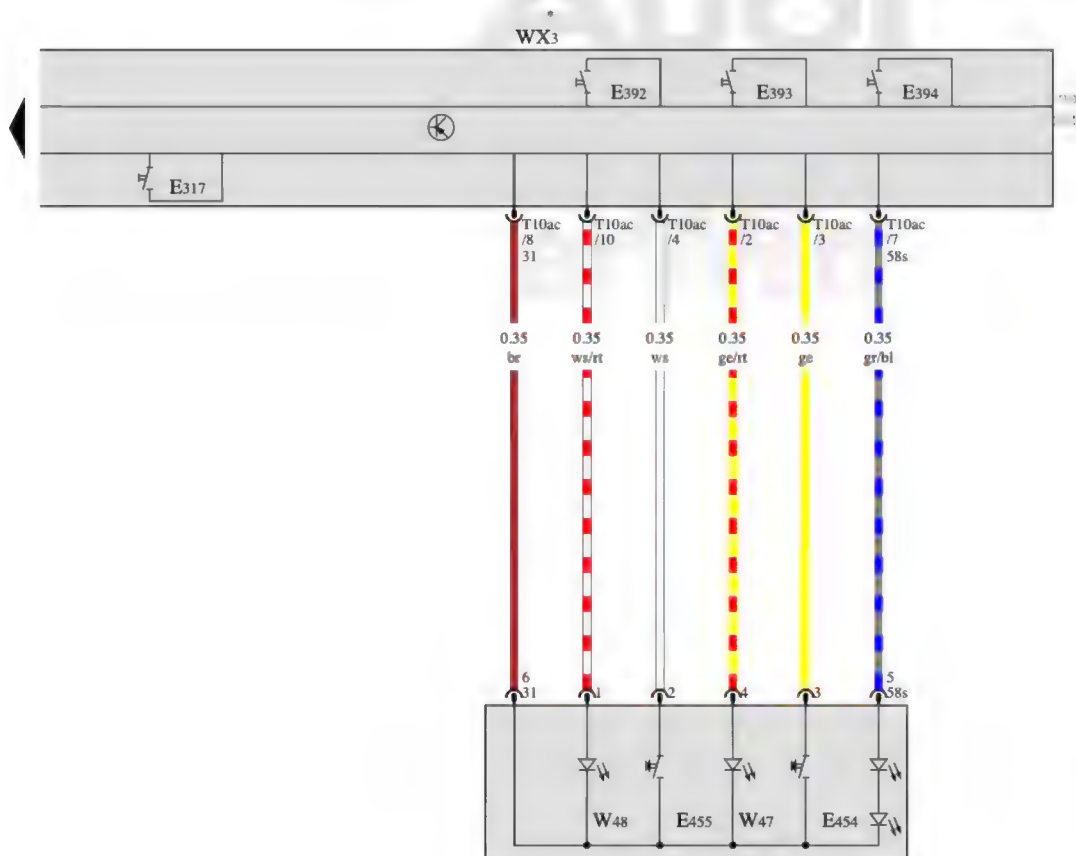 *
WX3
E392 E393 E394
E317
T10ac T10ac T10ac T10ac T10ac T10ac
/8 /10 /4 /2 /3 /7
31 58s
0.35 0.35 0.35 0.35 0.35 0.35
br ws/rt ws ge/rt ge gr/bl
6 5
31 1 2 4 3 58s
W48 E455 W47 E454